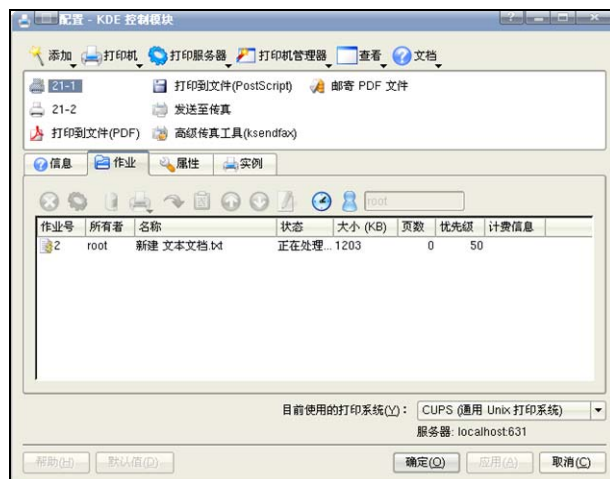 配置 - KDE 控制模块
添加 打印机 打印服务器 打印机管理器 查看 文档
21-1 打印到文件(PostScript) 邮寄 PDF 文件
21-2 发送至传真
打印到文件(PDF) 高级传真工具(ksendfax)
信息 作业 属性 实例
root
作业号 所有者 名称 状态 大小 (KB) 页数 优先级 计费信息
2 root 新建 文本文档.txt 正在处理... 1203 0 50
目前使用的打印系统(Y): CUPS (通用 Unix 打印系统)
服务器: localhost:631
帮助(H) 默认值(D) 确定(O) 应用(A) 取消(C)